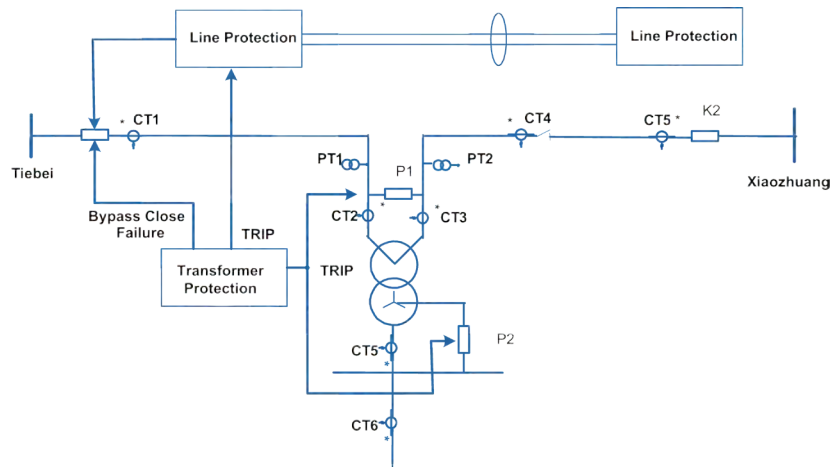 Line Protection
Line Protection
* CT1
* CT4
CT5 *
K2
Tiebei
PT1
P1
PT2
Xiaozhuang
Bypass Close
Failure
TRIP
CT2 *
* CT3
Transformer
Protection
TRIP
P2
CT5
*
CT6
*